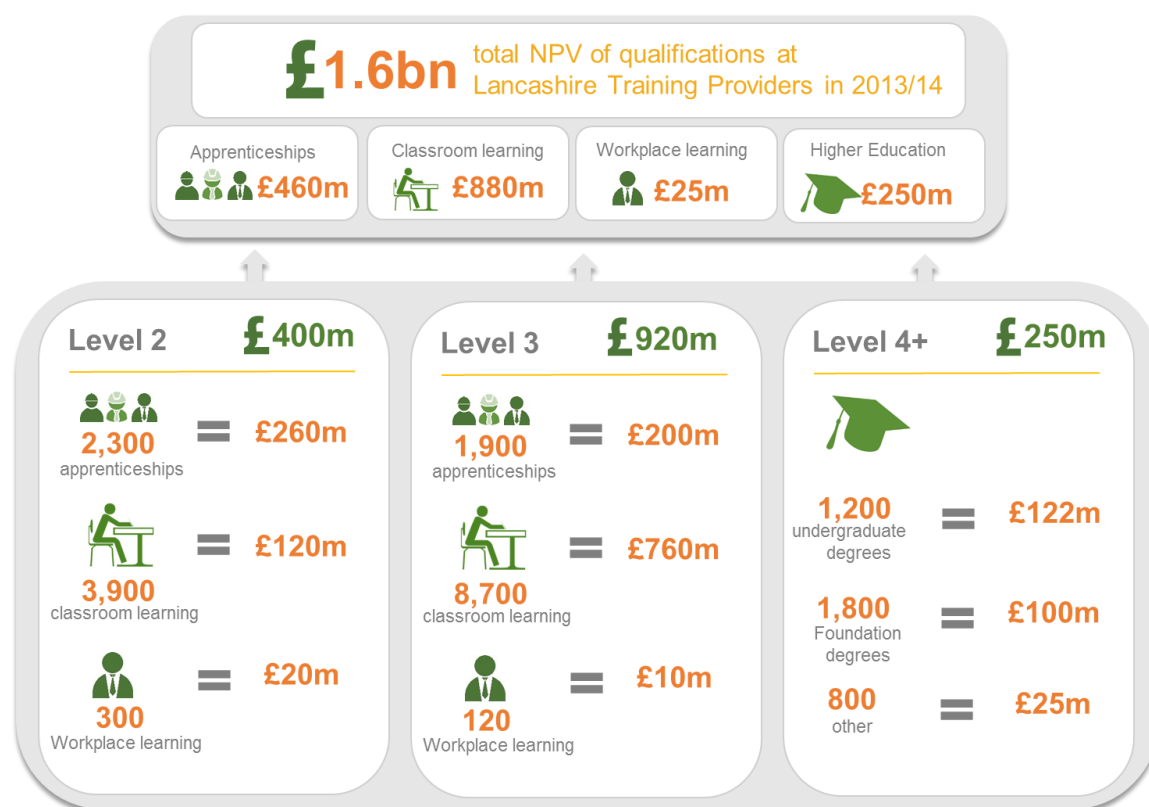 £1.6bn total NPV of qualifications at
Lancashire Training Providers in 2013/14
Apprenticeships
£460m
Classroom learning
£880m
Workplace learning
£25m
Higher Education
£250m
Level 2 £400m
2,300
apprenticeships
= £260m
3,900
classroom learning
= £120m
300
Workplace learning
= £20m
Level 3 £920m
1,900
apprenticeships
= £200m
8,700
classroom learning
= £760m
120
Workplace learning
= £10m
Level 4+ £250m
1,200
undergraduate
degrees
= £122m
1,800
Foundation
degrees
= £100m
800
other
= £25m